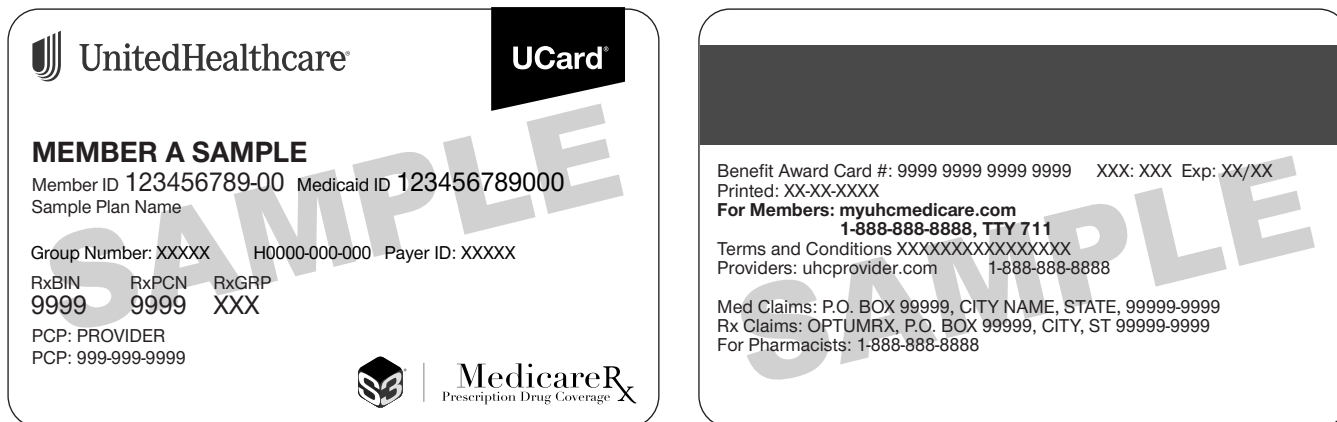 UnitedHealthcare®
UCard®
MEMBER A SAMPLE
Member ID 123456789-00 Medicaid ID 123456789000
Sample Plan Name
Group Number: XXXXX H0000-000-000 Payer ID: XXXXX
RxBIN RxPCN RxGRP
9999 9999 XXX
PCP: PROVIDER
PCP: 999-999-9999
S3
MedicareRx
Prescription Drug Coverage
SAMPLE
Benefit Award Card #: 9999 9999 9999 9999 XXX: XXX Exp: XX/XX
Printed: XX-XX-XXXX
For Members: myuhcmedicare.com
1-888-888-8888, TTY 711
Terms and Conditions XXXXXXXXXXXXXXXX
Providers: uhcprovider.com 1-888-888-8888
Med Claims: P.O. BOX 99999, CITY NAME, STATE, 99999-9999
Rx Claims: OPTUMRX, P.O. BOX 99999, CITY, ST 99999-9999
For Pharmacists: 1-888-888-8888
SAMPLE